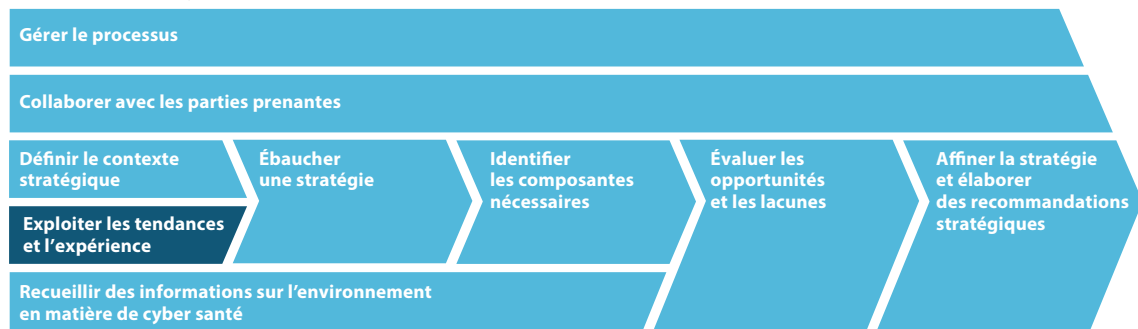 Gérer le processus
Collaborer avec les parties prenantes
Définir le contexte
stratégique
Exploiter les tendances
et l’expérience
Ébaucher
une stratégie
Identifier
les composantes
nécessaires
Évaluer les
opportunités
et les lacunes
Affiner la stratégie
et élaborer
des recommandations
stratégiques
Recueillir des informations sur l’environnement
en matière de cyber santé